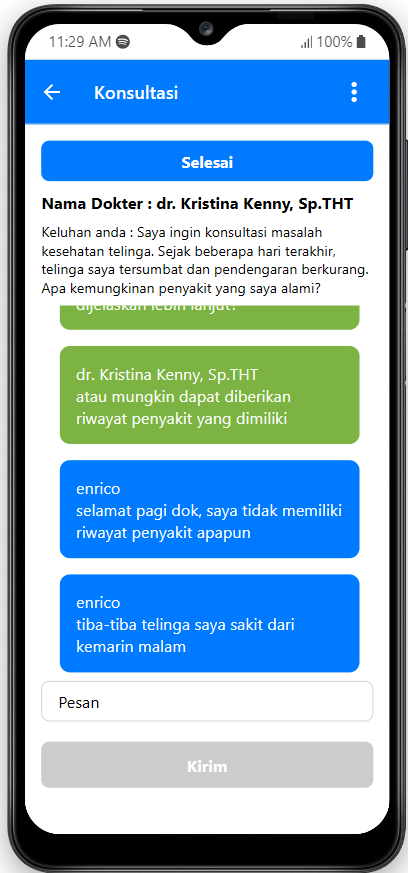 11:29 AM
100%
Konsultasi
Selesai
Nama Dokter : dr. Kristina Kenny, Sp.THT
Keluhan anda : Saya ingin konsultasi masalah
kesehatan telinga. Sejak beberapa hari terakhir,
telinga saya tersumbat dan pendengaran berkurang.
Apa kemungkinan penyakit yang saya alami?
dijelaskan lebih lanjut?
dr. Kristina Kenny, Sp.THT
atau mungkin dapat diberikan
riwayat penyakit yang dimiliki
enrico
selamat pagi dok, saya tidak memiliki
riwayat penyakit apapun
enrico
tiba-tiba telinga saya sakit dari
kemarin malam
Pesan
Kirim